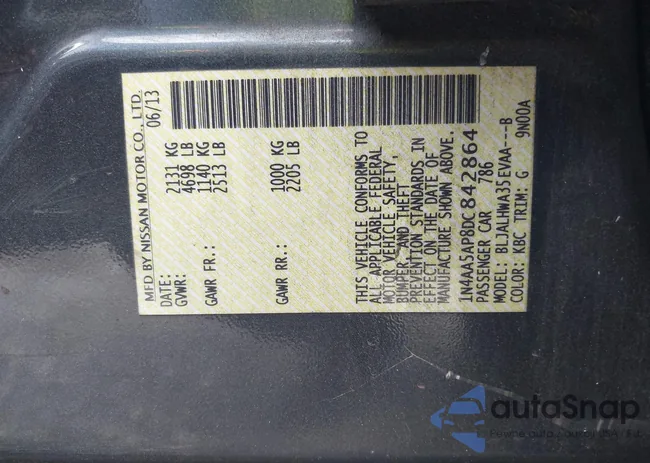 MFD BY NISSAN MOTOR CO., LTD.
DATE: 06/13
GVWR: 2131 KG
4698 LB
GAWR FR.: 1140 KG
2513 LB
GAWR RR.: 1000 KG
2205 LB
THIS VEHICLE CONFORMS TO
ALL APPLICABLE FEDERAL
MOTOR VEHICLE SAFETY,
BUMPER, AND THEFT
PREVENTION STANDARDS IN
EFFECT ON THE DATE OF
MANUFACTURE SHOWN ABOVE.
1N4AA5AP8DC842864
PASSENGER CAR 786
MODEL: BLJALHWA35EVAA---B
COLOR: KBC TRIM: G 9N00A
autoSnap